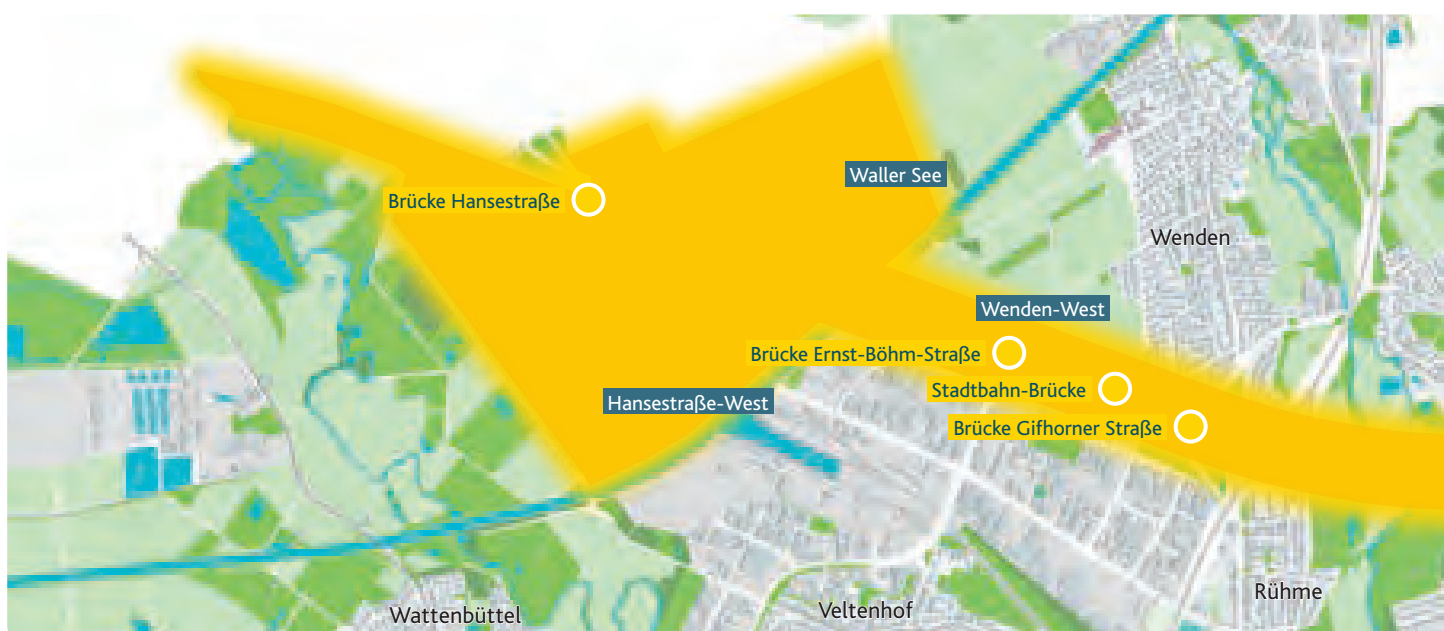 Waller See
Brücke Hansestraße
Wenden
Wenden-West
Brücke Ernst-Böhm-Straße
Stadtbahn-Brücke
Hansestraße-West
Brücke Gifhorner Straße
Rühme
Wattenbüttel
Veltenhof